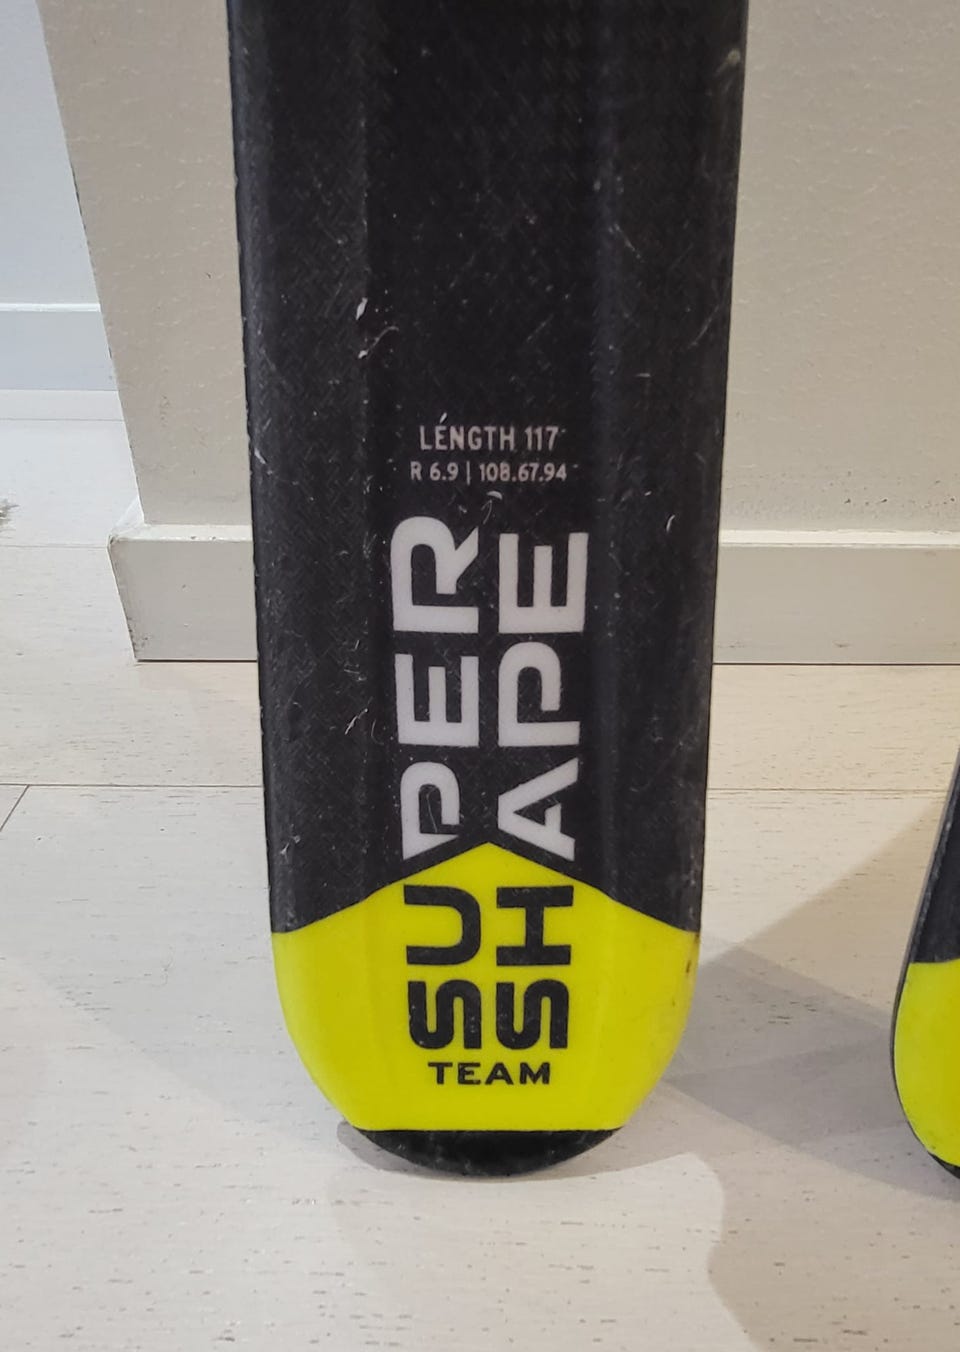 LENGTH 117
R 6.9 | 108.67.94
SUPER
SHAPE
TEAM